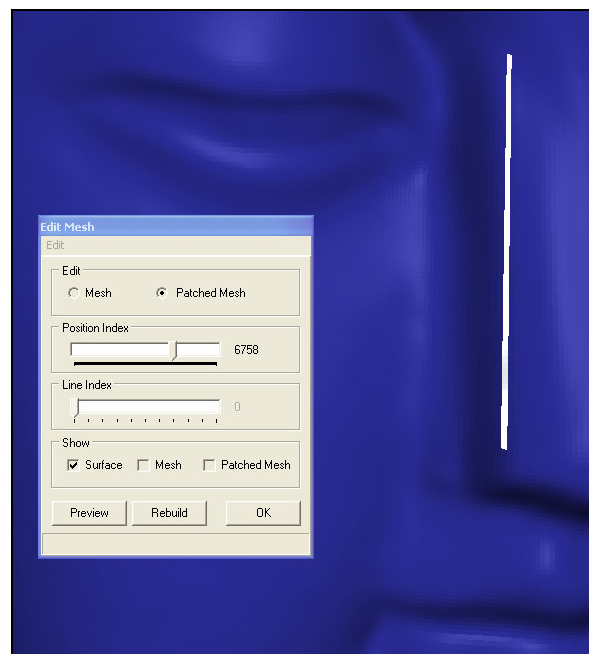 Edit Mesh
Edit
Edit
Mesh Patched Mesh
Position Index
6758
Line Index
0
Show
Surface Mesh Patched Mesh
Preview Rebuild OK